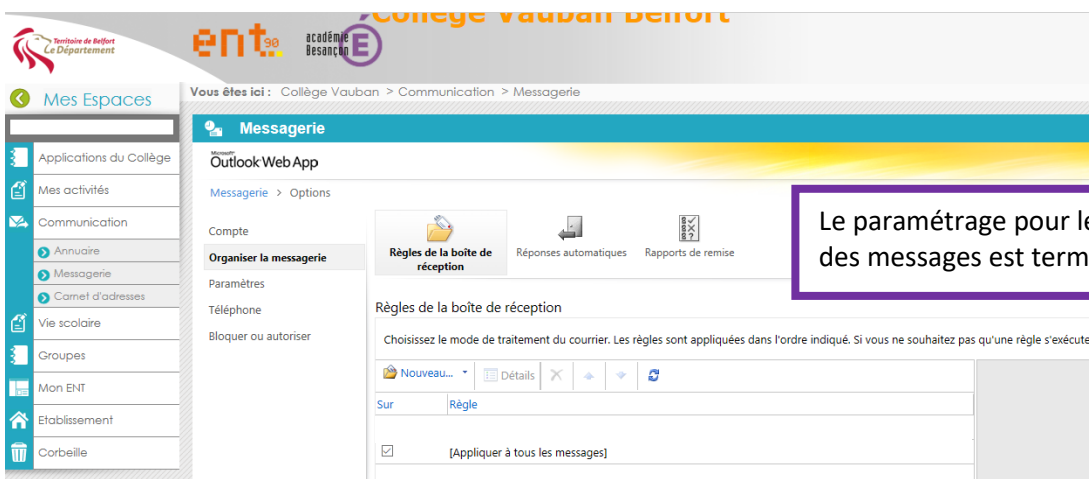 Collège Vauban Belfort
Territoire de Belfort
Le Département
ent90
académie
Besançon
Mes Espaces
Vous êtes ici : Collège Vauban > Communication > Messagerie
Messagerie
Applications du Collège
Mes activités
Communication
Annuaire
Messagerie
Carnet d'adresses
Vie scolaire
Groupes
Mon ENT
Etablissement
Corbeille
Microsoft
Outlook Web App
Messagerie > Options
Compte
Organiser la messagerie
Paramètres
Téléphone
Bloquer ou autoriser
Règles de la boîte de
réception
Réponses automatiques
Rapports de remise
Le paramétrage pour le
des messages est term
Règles de la boîte de réception
Choisissez le mode de traitement du courrier. Les règles sont appliquées dans l'ordre indiqué. Si vous ne souhaitez pas qu'une règle s'exécute
Nouveau... Détails
Sur Règle
[Appliquer à tous les messages]